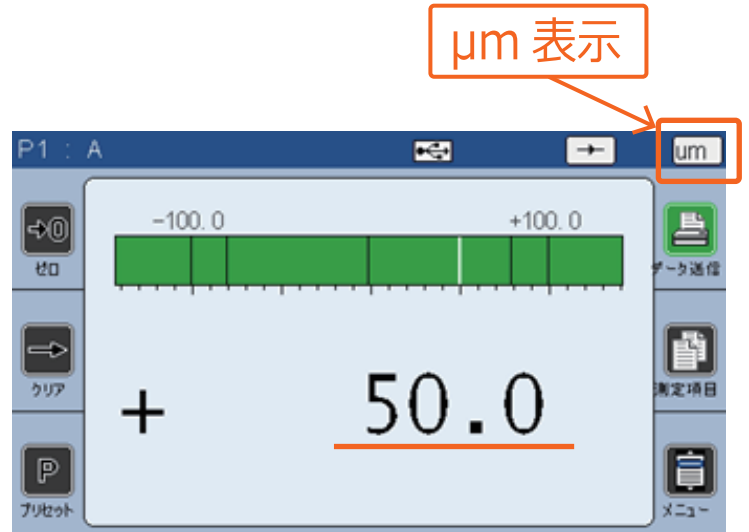 μm 表示
P1 : A
um
-100.0
+100.0
ゼロ
データ送信
クリア
測定項目
+ 50.0
P
プリセット
メニュー